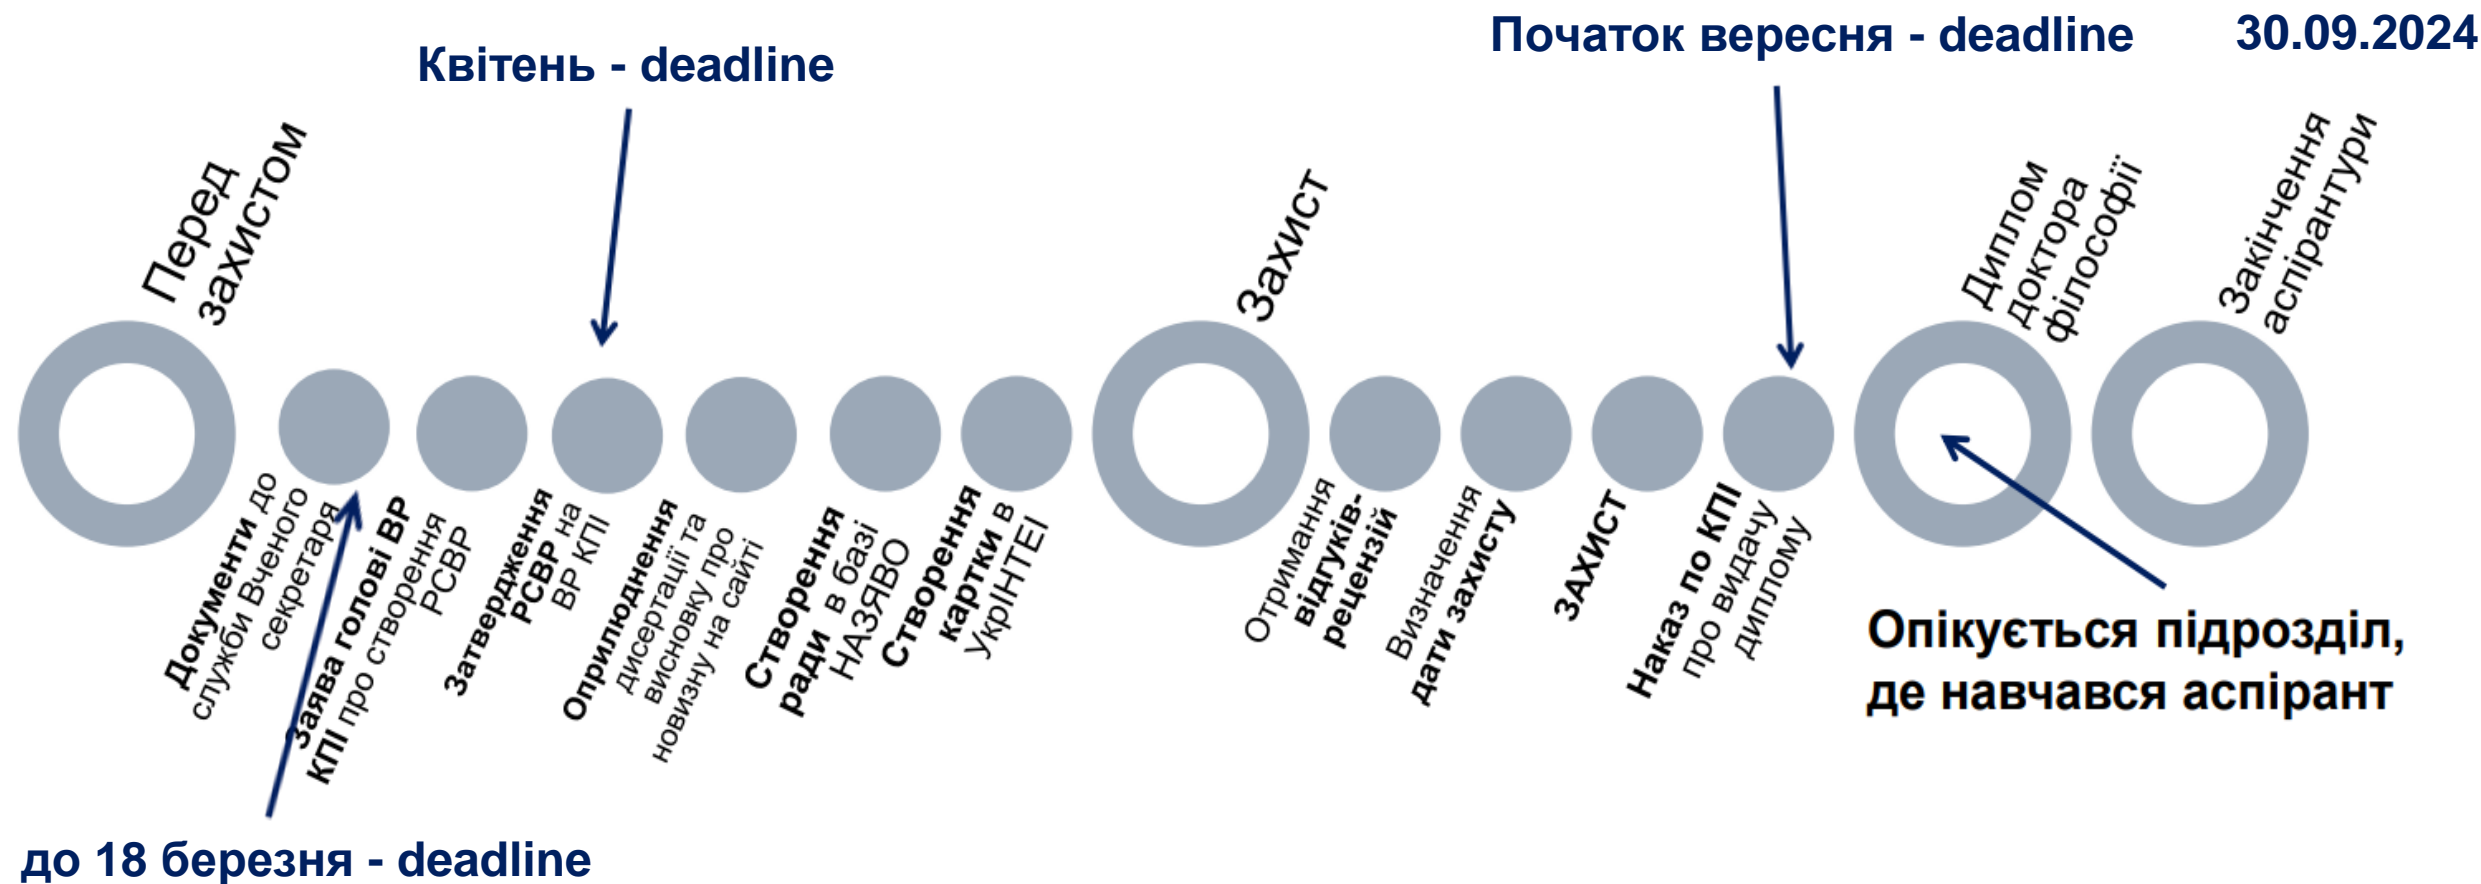 Початок вересня - deadline
30.09.2024
Квітень - deadline
Перед
захистом
Захист
Диплом
доктора
філософії
Закінчення
аспірантури
Документи до
служби Вченого
секретаря
Заява голові ВР
КПІ про створення
РСВР
Затвердження
РСВР на
ВР КПІ
Оприлюднення
дисертації та
висновку про
новизну на сайті
Створення
ради в базі
НАЗЯВО
Створення
картки в
УкрІНТЕІ
Отримання
відгуків-
рецензій
Визначення
дати захисту
ЗАХИСТ
Наказ по КПІ
про видачу
диплому
Опікується підрозділ,
де навчався аспірант
до 18 березня - deadline